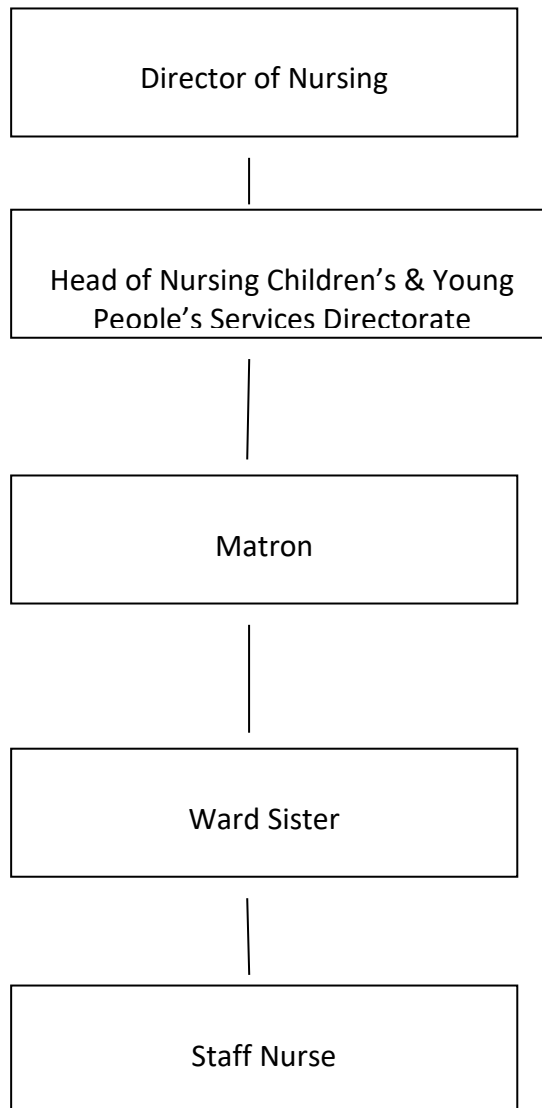 Director of Nursing
Head of Nursing Children’s & Young
People’s Services Directorate
Matron
Ward Sister
Staff Nurse